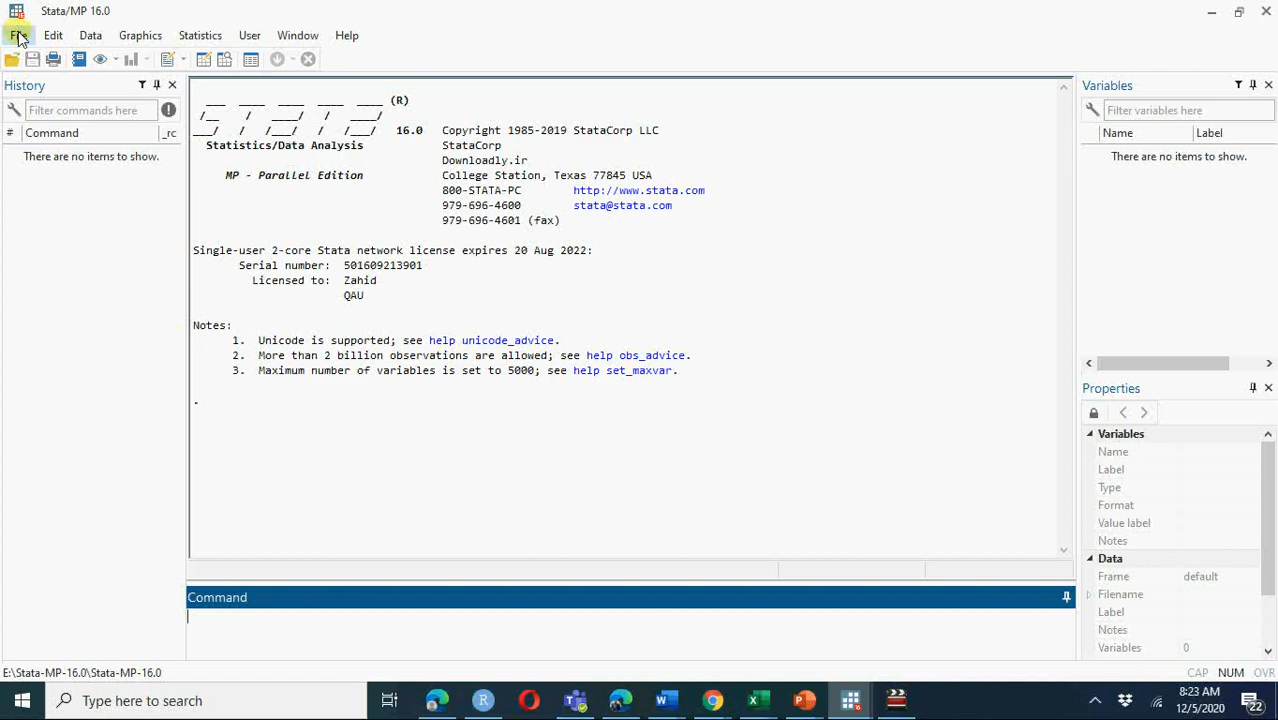 Stata/MP 16.0
File Edit Data Graphics Statistics User Window Help
History
Filter commands here
# Command _rc
There are no items to show.
(R)
16.0 Copyright 1985-2019 StataCorp LLC
Statistics/Data Analysis StataCorp
Downloadly.ir
MP - Parallel Edition College Station, Texas 77845 USA
800-STATA-PC http://www.stata.com
979-696-4600 stata@stata.com
979-696-4601 (fax)
Single-user 2-core Stata network license expires 20 Aug 2022:
Serial number: 501609213901
Licensed to: Zahid
QAU
Notes:
1. Unicode is supported; see help unicode_advice.
2. More than 2 billion observations are allowed; see help obs_advice.
3. Maximum number of variables is set to 5000; see help set_maxvar.
.
Command
Variables
Filter variables here
Name Label
There are no items to show.
Properties
Variables
Name
Label
Type
Format
Value label
Notes
Data
Frame default
Filename
Label
Notes
Variables 0
E:\Stata-MP-16.0\Stata-MP-16.0
CAP NUM OVR
Type here to search
8:23 AM
12/5/2020
22